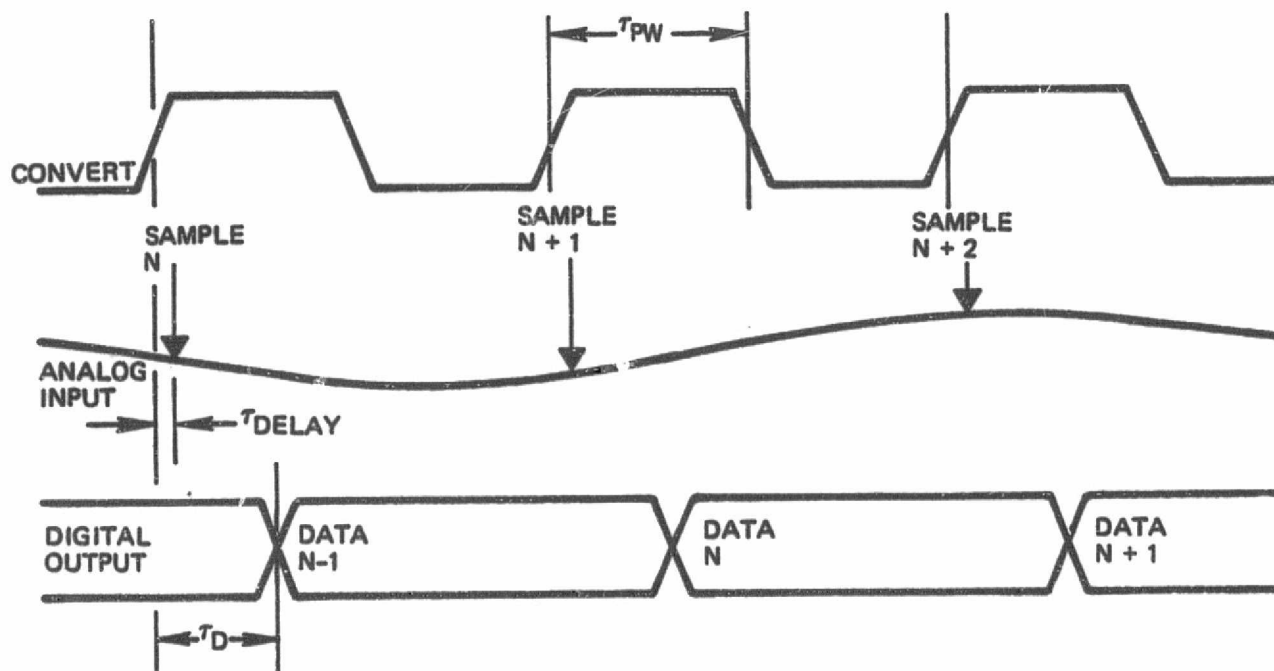 τPW
CONVERT
SAMPLE
N
SAMPLE
N + 1
SAMPLE
N + 2
ANALOG
INPUT
τDELAY
DIGITAL
OUTPUT
DATA
N-1
DATA
N
DATA
N + 1
τD